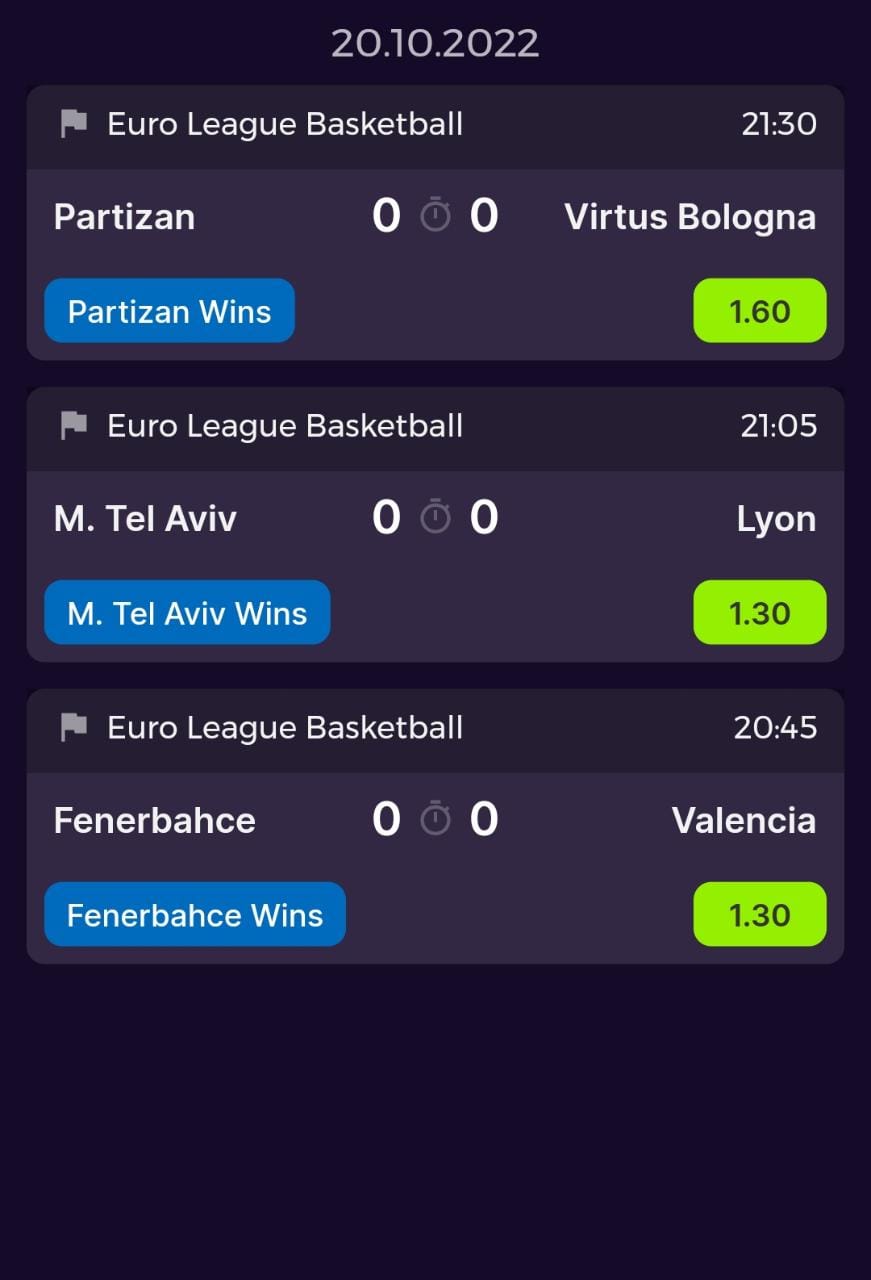 20.10.2022
Euro League Basketball 21:30
Partizan 0 0 Virtus Bologna
Partizan Wins 1.60
Euro League Basketball 21:05
M. Tel Aviv 0 0 Lyon
M. Tel Aviv Wins 1.30
Euro League Basketball 20:45
Fenerbahce 0 0 Valencia
Fenerbahce Wins 1.30